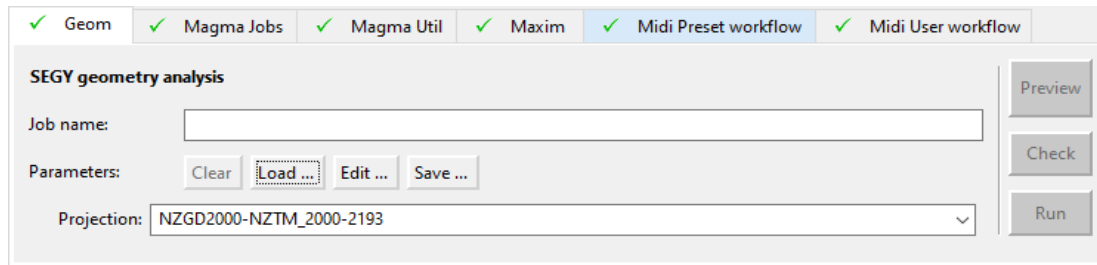 ✓ Geom ✓ Magma Jobs ✓ Magma Util ✓ Maxim ✓ Midi Preset workflow ✓ Midi User workflow
SEGY geometry analysis
Preview
Job name:
Check
Parameters: Clear Load ... Edit ... Save ...
Projection: NZGD2000-NZTM_2000-2193
Run